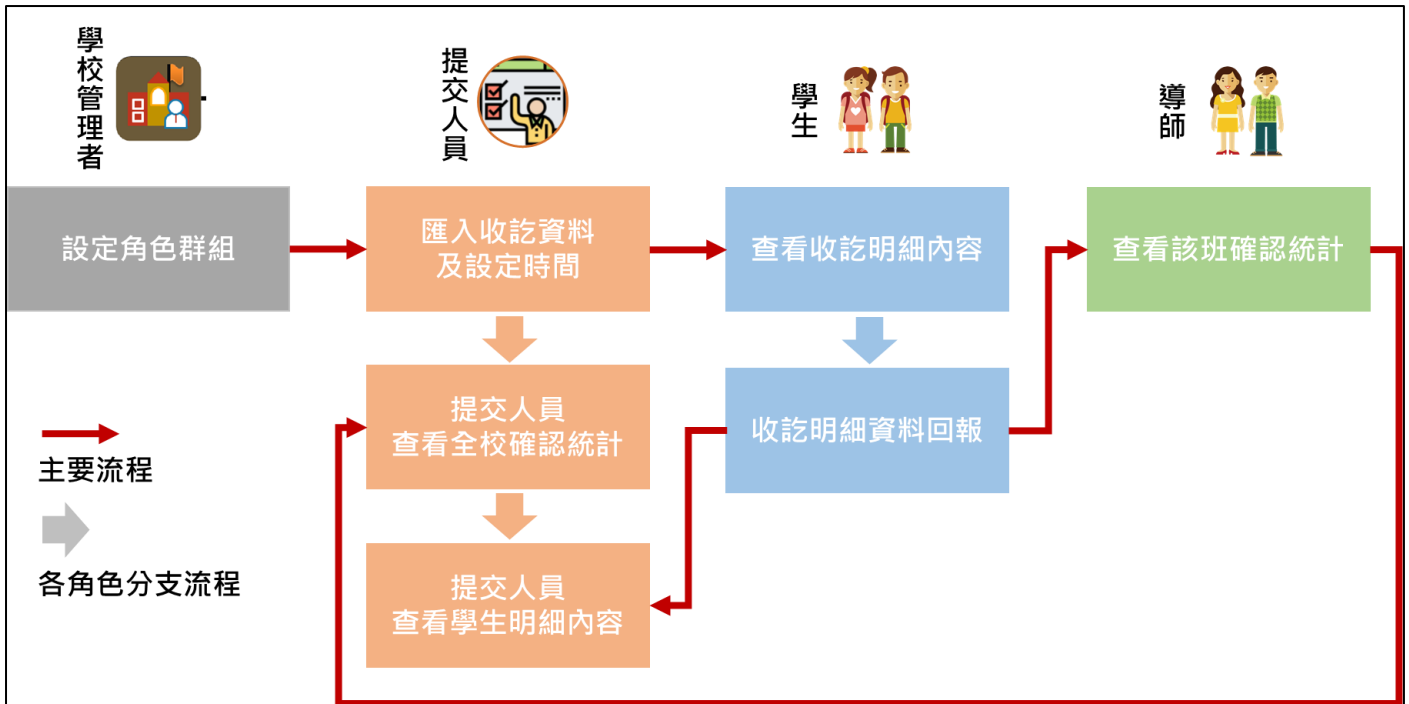 學校管理者
提交人員
學生
導師
設定角色群組
匯入收訖資料
及設定時間
查看收訖明細內容
查看該班確認統計
提交人員
查看全校確認統計
收訖明細資料回報
主要流程
提交人員
查看學生明細內容
各角色分支流程